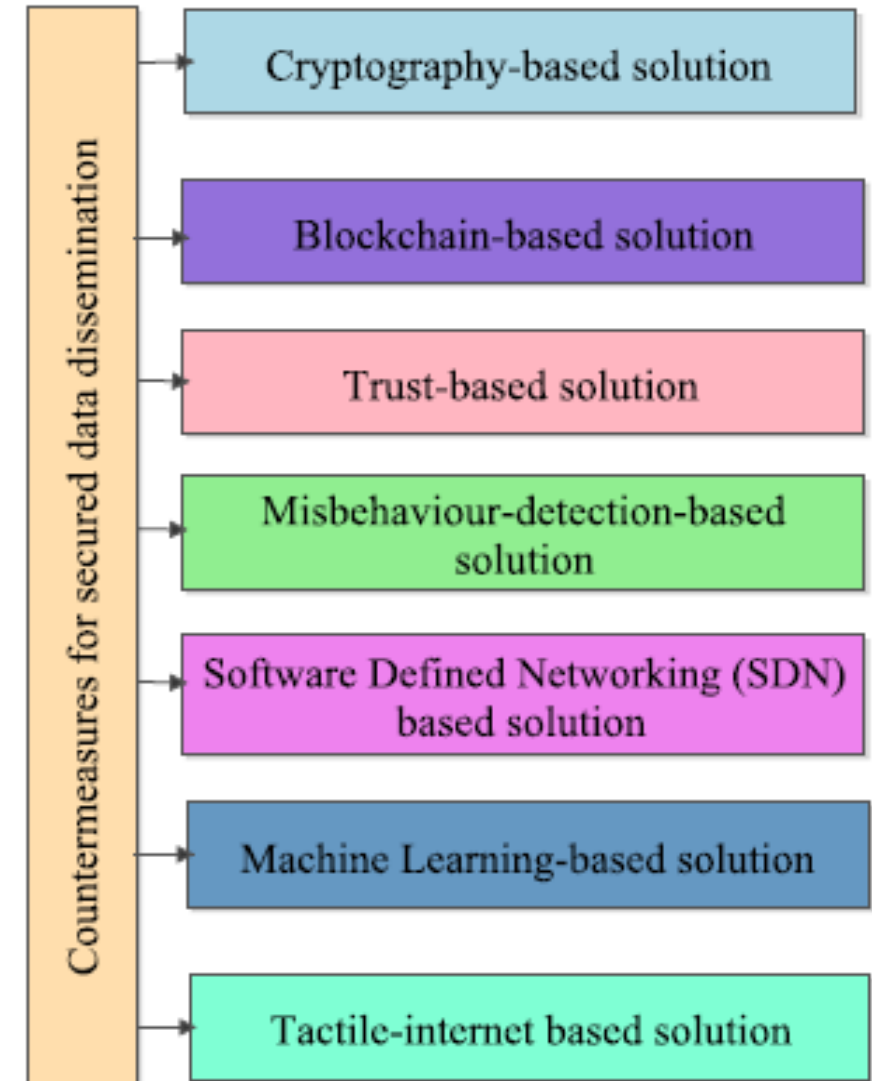 Countermeasures for secured data dissemination
Cryptography-based solution
Blockchain-based solution
Trust-based solution
Misbehaviour-detection-based
solution
Software Defined Networking (SDN)
based solution
Machine Learning-based solution
Tactile-internet based solution